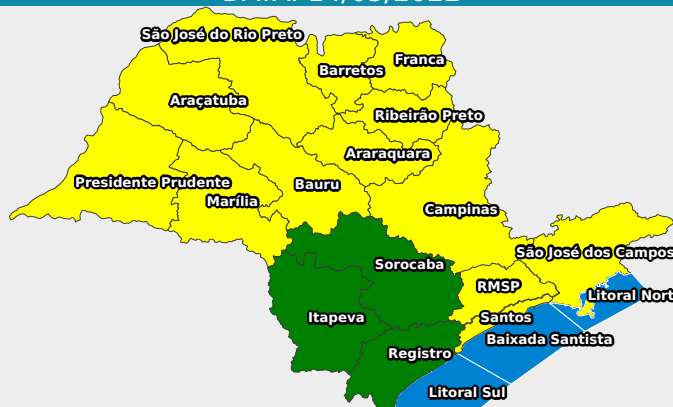 São José do Rio Preto
Franca
Barretos
Araçatuba
Ribeirão Preto
Araraquara
Presidente Prudente
Bauru
Marília
Campinas
São José dos Campos
Sorocaba
RMSP
Litoral Nort
Itapeva
Santos
Baixada Santista
Registro
Litoral Sul